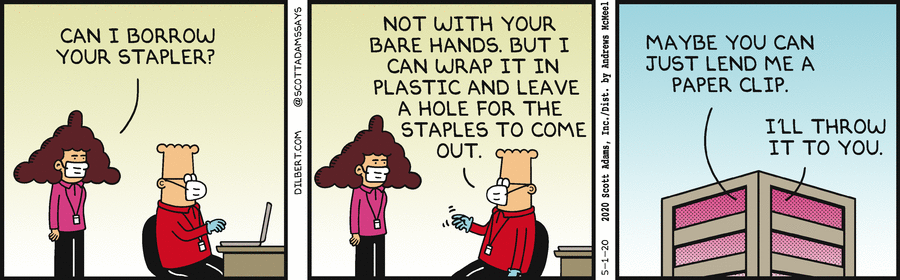 CAN I BORROW
YOUR STAPLER?
DILBERT.COM @SCOTTADAMSSAYS
NOT WITH YOUR
BARE HANDS. BUT I
CAN WRAP IT IN
PLASTIC AND LEAVE
A HOLE FOR THE
STAPLES TO COME
OUT.
5-1-20 2020 Scott Adams, Inc./Dist. by Andrews McMeel
MAYBE YOU CAN
JUST LEND ME A
PAPER CLIP.
I'LL THROW
IT TO YOU.